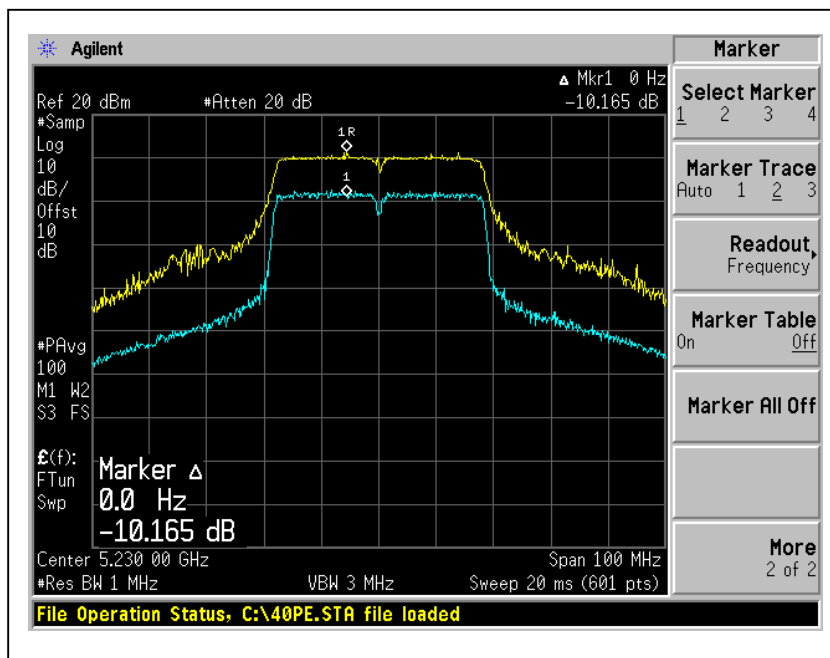 Agilent
Marker
▵ Mkr1 0 Hz
Ref 20 dBm #Atten 20 dB -10.165 dB
#Samp
Log
10
dB/
Offst
10
dB
1R
1
#PAvg
100
M1 W2
S3 FS
£(f):
FTun
Swp
Marker ▵
0.0 Hz
-10.165 dB
Center 5.230 00 GHz Span 100 MHz
#Res BW 1 MHz VBW 3 MHz Sweep 20 ms (601 pts)
File Operation Status, C:\40PE.STA file loaded
Select Marker
1 2 3 4
Marker Trace
Auto 1 2 3
Readout
Frequency
Marker Table
On Off
Marker All Off
More
2 of 2